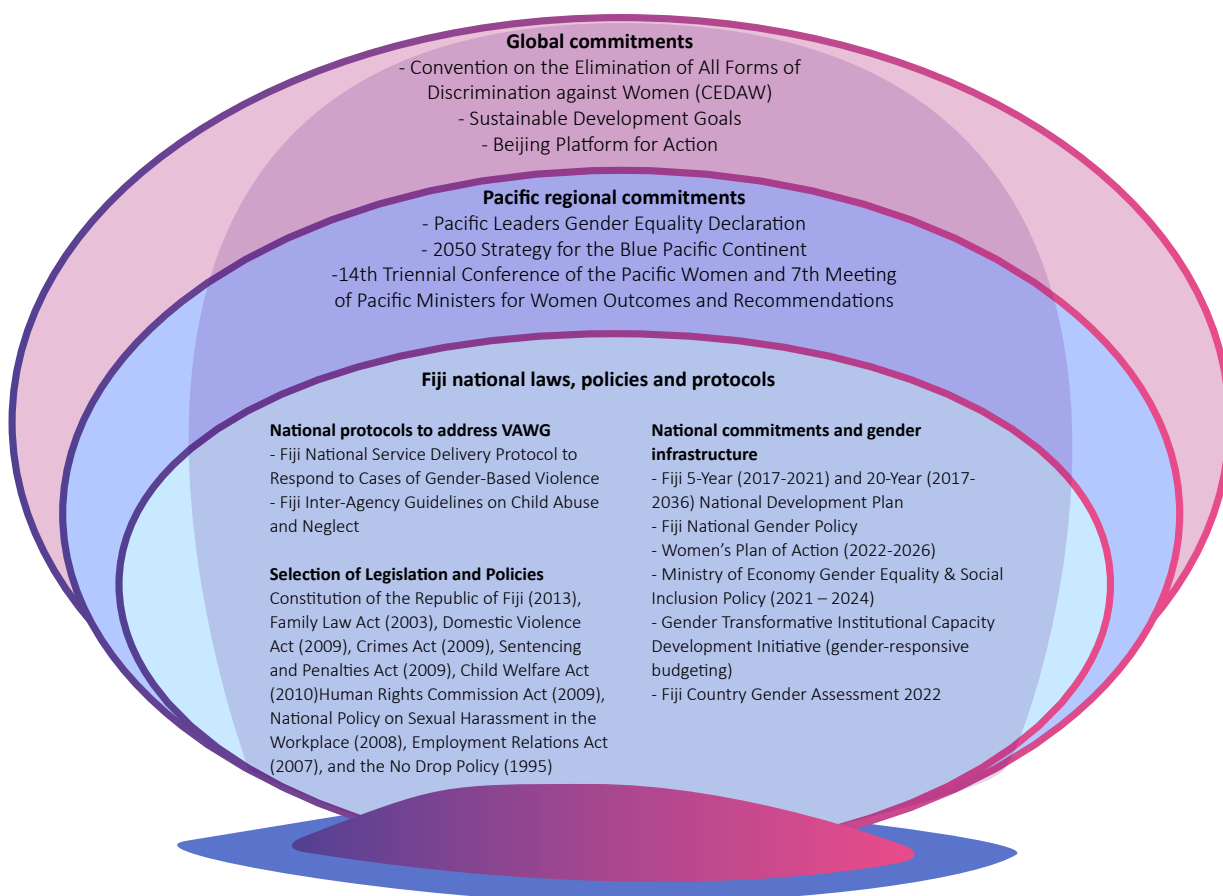 Global commitments
- Convention on the Elimination of All Forms of
Discrimination against Women (CEDAW)
- Sustainable Development Goals
- Beijing Platform for Action
Pacific regional commitments
- Pacific Leaders Gender Equality Declaration
- 2050 Strategy for the Blue Pacific Continent
-14th Triennial Conference of the Pacific Women and 7th Meeting
of Pacific Ministers for Women Outcomes and Recommendations
Fiji national laws, policies and protocols
National protocols to address VAWG
- Fiji National Service Delivery Protocol to
Respond to Cases of Gender-Based Violence
- Fiji Inter-Agency Guidelines on Child Abuse
and Neglect
Selection of Legislation and Policies
Constitution of the Republic of Fiji (2013),
Family Law Act (2003), Domestic Violence
Act (2009), Crimes Act (2009), Sentencing
and Penalties Act (2009), Child Welfare Act
(2010)Human Rights Commission Act (2009),
National Policy on Sexual Harassment in the
Workplace (2008), Employment Relations Act
(2007), and the No Drop Policy (1995)
National commitments and gender
infrastructure
- Fiji 5-Year (2017-2021) and 20-Year (2017-
2036) National Development Plan
- Fiji National Gender Policy
- Women’s Plan of Action (2022-2026)
- Ministry of Economy Gender Equality & Social
Inclusion Policy (2021 – 2024)
- Gender Transformative Institutional Capacity
Development Initiative (gender-responsive
budgeting)
- Fiji Country Gender Assessment 2022